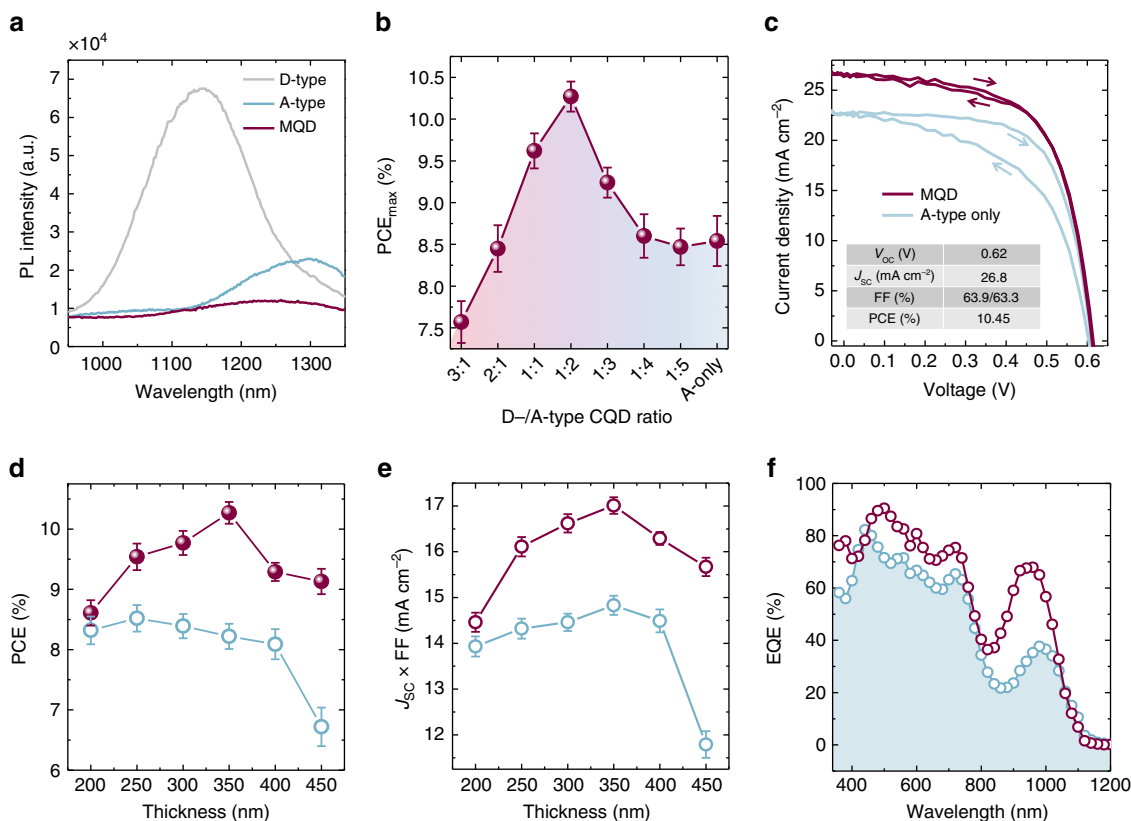 a
×10⁴
PL intensity (a.u.)
7
6
5
4
3
2
1
0
D-type
A-type
MQD
1000 1100 1200 1300
Wavelength (nm)
b
PCEmax (%)
10.5
10.0
9.5
9.0
8.5
8.0
7.5
3:1 2:1 1:1 1:2 1:3 1:4 1:5 A-only
D–/A-type CQD ratio
c
Current density (mA cm⁻²)
25
20
15
10
5
0
MQD
A-type only
VOC (V) 0.62
JSC (mA cm⁻²) 26.8
FF (%) 63.9/63.3
PCE (%) 10.45
0.0 0.1 0.2 0.3 0.4 0.5 0.6
Voltage (V)
d
PCE (%)
10
9
8
7
6
200 250 300 350 400 450
Thickness (nm)
e
JSC × FF (mA cm⁻²)
17
16
15
14
13
12
200 250 300 350 400 450
Thickness (nm)
f
EQE (%)
100
80
60
40
20
0
400 600 800 1000 1200
Wavelength (nm)